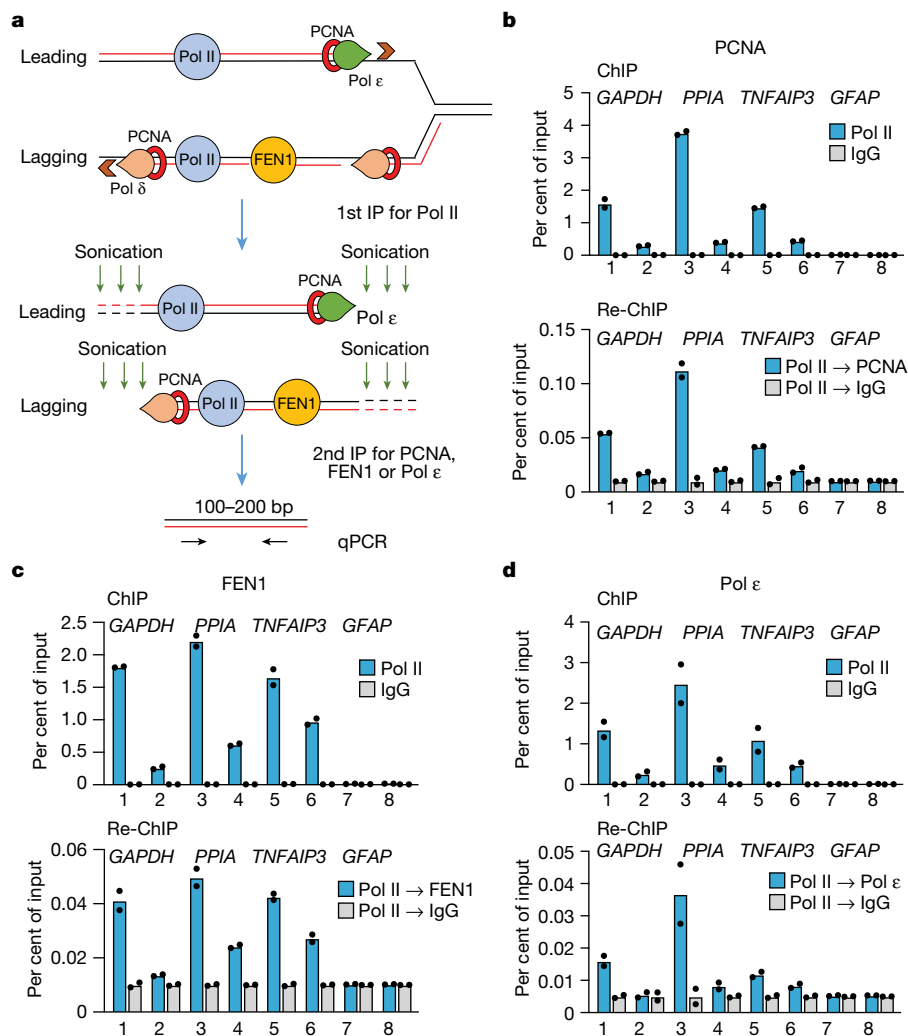 a
PCNA
Leading
Pol II
Pol ε
PCNA
Lagging
Pol II
FEN1
Pol δ
1st IP for Pol II
Sonication
Sonication
PCNA
Leading
Pol II
Pol ε
Sonication
Sonication
PCNA
Lagging
Pol II
FEN1
2nd IP for PCNA,
FEN1 or Pol ε
100–200 bp
qPCR
b
PCNA
ChIP
GAPDH PPIA TNFAIP3 GFAP
Per cent of input
5
4
3
2
1
0
Pol II
IgG
1 2 3 4 5 6 7 8
Re-ChIP
GAPDH PPIA TNFAIP3 GFAP
Per cent of input
0.15
0.10
0.05
0
Pol II → PCNA
Pol II → IgG
1 2 3 4 5 6 7 8
c
FEN1
ChIP
GAPDH PPIA TNFAIP3 GFAP
Per cent of input
2.5
2.0
1.5
1.0
0.5
0
Pol II
IgG
1 2 3 4 5 6 7 8
Re-ChIP
GAPDH PPIA TNFAIP3 GFAP
Per cent of input
0.06
0.04
0.02
0
Pol II → FEN1
Pol II → IgG
1 2 3 4 5 6 7 8
d
Pol ε
ChIP
GAPDH PPIA TNFAIP3 GFAP
Per cent of input
4
3
2
1
0
Pol II
IgG
1 2 3 4 5 6 7 8
Re-ChIP
GAPDH PPIA TNFAIP3 GFAP
Per cent of input
0.05
0.04
0.03
0.02
0.01
0
Pol II → Pol ε
Pol II → IgG
1 2 3 4 5 6 7 8